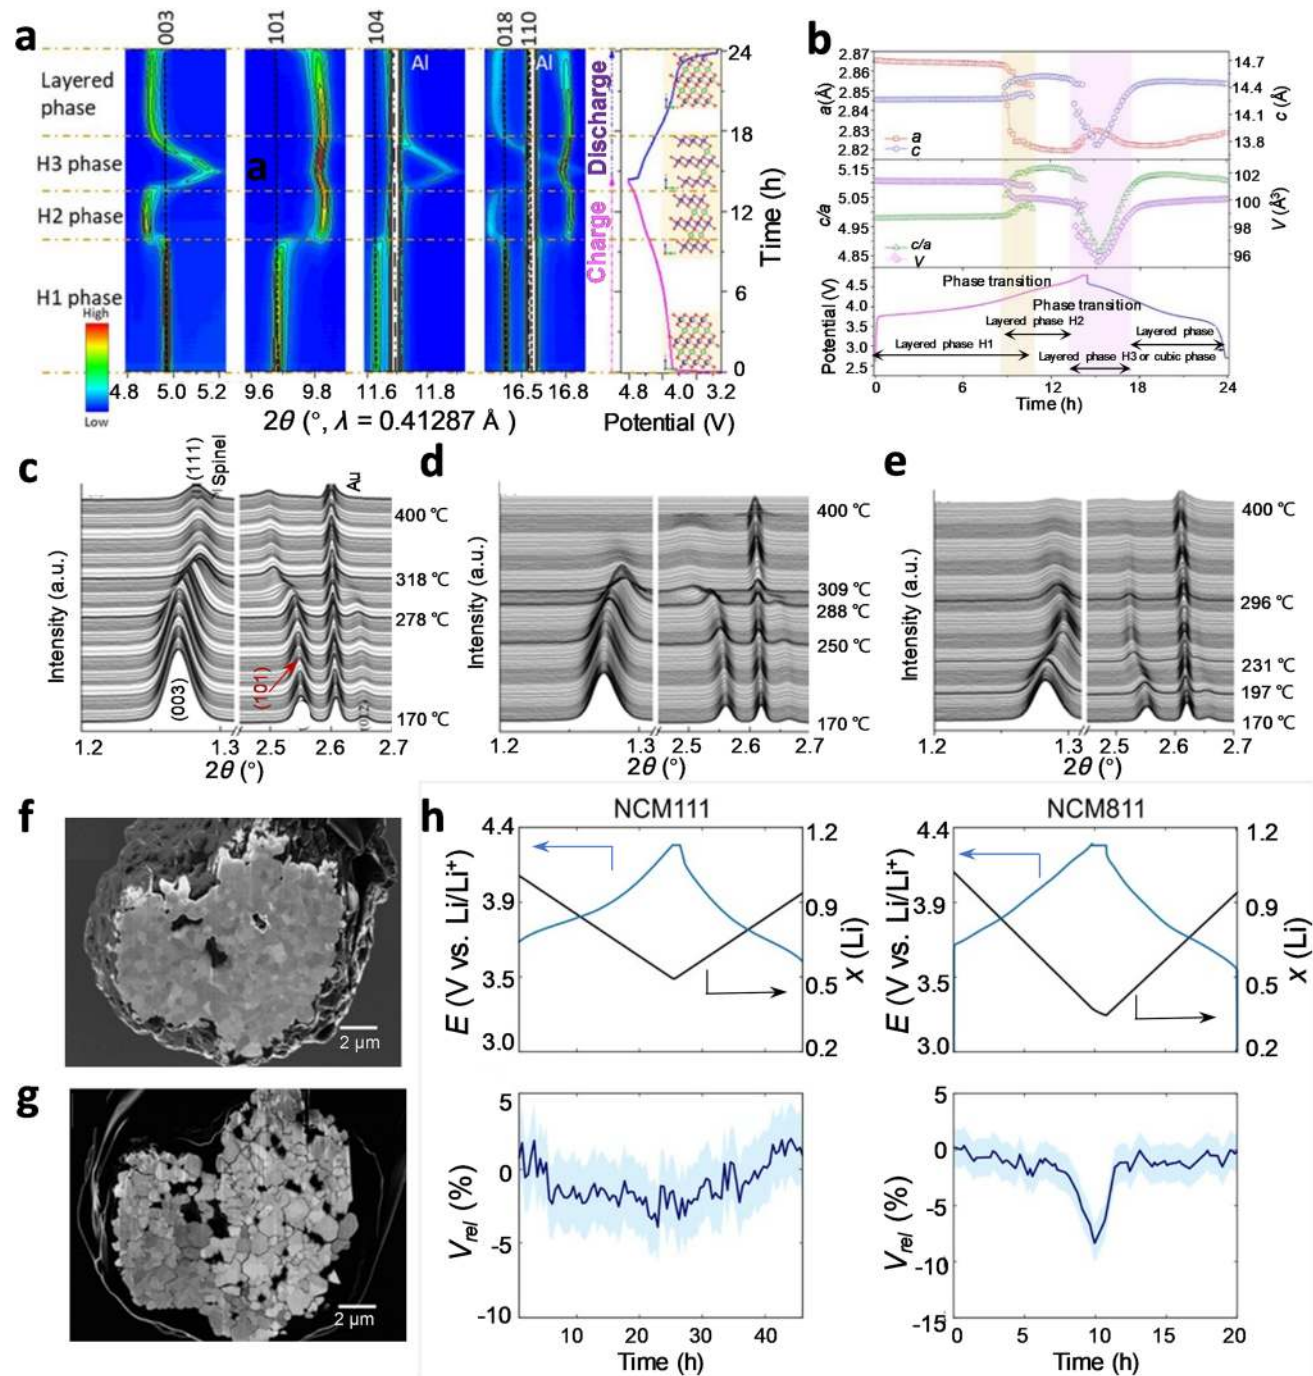 a
003
101
104
018
110
Al
Al
Layered
phase
H3 phase
H2 phase
H1 phase
a
High
Low
4.8 5.0 5.2
9.6 9.8
11.6 11.8
16.5 16.8
2θ (°, λ = 0.41287 Å )
Charge Discharge
4.8 4.0 3.2
Potential (V)
24
18
12
6
0
Time (h)
b
2.87
2.86
2.85
2.84
2.83
2.82
a(Å)
14.7
14.4
14.1
13.8
c (Å)
a
c
5.15
5.05
4.95
4.85
c/a
102
100
98
96
V (Å³)
c/a
V
4.5
4.0
3.5
3.0
2.5
Potential (V)
Phase transition
Phase transition
Layered phase H2
Layered phase
Layered phase H1
Layered phase H3 or cubic phase
0 6 12 18 24
Time (h)
c
(111)
Spinel
Au
400 °C
318 °C
278 °C
170 °C
(003)
(101)
Intensity (a.u.)
1.2 1.3 2.5 2.6 2.7
2θ (°)
d
400 °C
309 °C
288 °C
250 °C
170 °C
Intensity (a.u.)
1.2 1.3 2.5 2.6 2.7
2θ (°)
e
400 °C
296 °C
231 °C
197 °C
170 °C
Intensity (a.u.)
1.2 1.3 2.5 2.6 2.7
2θ (°)
f
2 µm
g
2 µm
h
NCM111
4.4
3.9
3.5
3.0
E (V vs. Li/Li⁺)
1.2
0.9
0.5
0.2
x (Li)
NCM811
4.4
3.9
3.5
3.0
E (V vs. Li/Li⁺)
1.2
0.9
0.5
0.2
x (Li)
5
0
-5
-10
Vrel (%)
10 20 30 40
Time (h)
5
0
-5
-10
-15
Vrel (%)
0 5 10 15 20
Time (h)